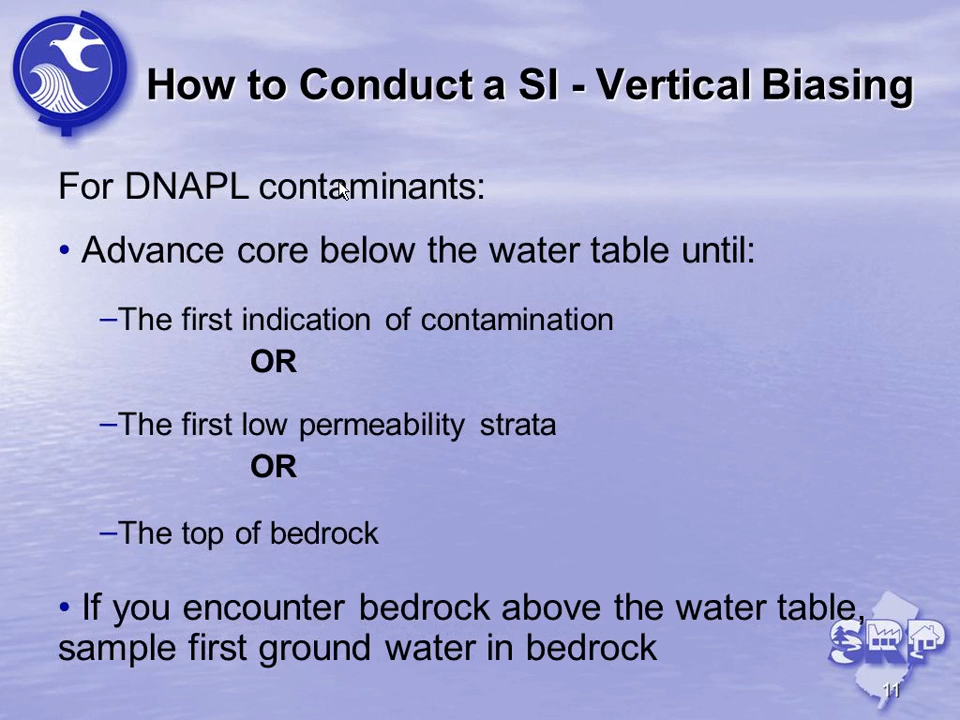 How to Conduct a SI - Vertical Biasing
For DNAPL contaminants:
• Advance core below the water table until:
–The first indication of contamination
OR
–The first low permeability strata
OR
–The top of bedrock
• If you encounter bedrock above the water table,
sample first ground water in bedrock
SRP
11